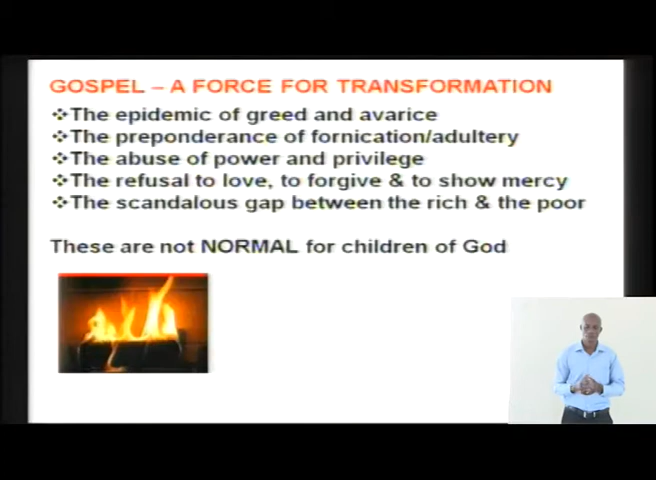 GOSPEL – A FORCE FOR TRANSFORMATION
❖The epidemic of greed and avarice
❖The preponderance of fornication/adultery
❖The abuse of power and privilege
❖The refusal to love, to forgive & to show mercy
❖The scandalous gap between the rich & the poor
These are not NORMAL for children of God